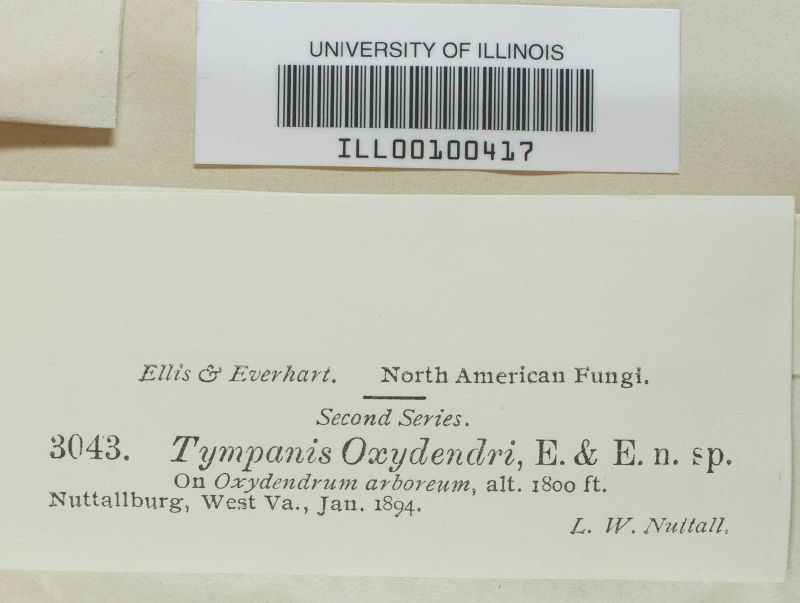 UNIVERSITY OF ILLINOIS
ILL00100417
Ellis & Everhart. North American Fungi.
Second Series.
3043. Tympanis Oxydendri, E. & E. n. sp.
On Oxydendrum arboreum, alt. 1800 ft.
Nuttallburg, West Va., Jan. 1894.
L. W. Nuttall.